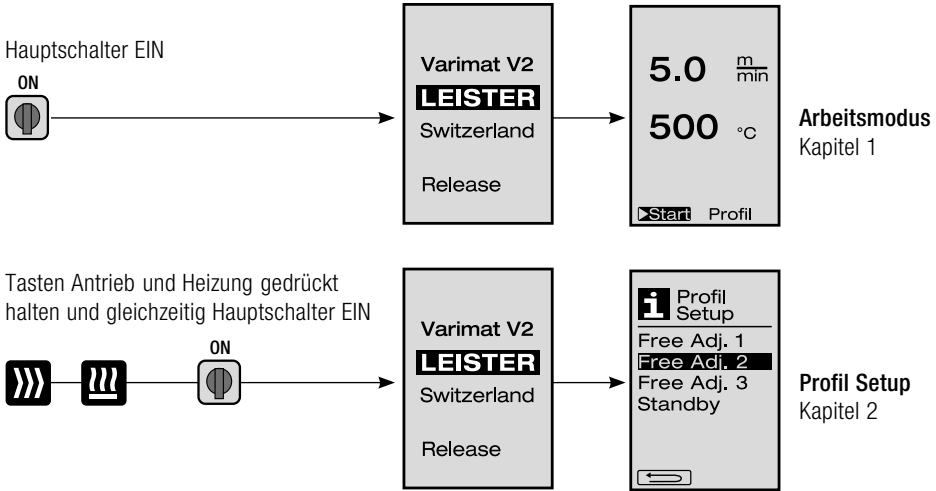 Hauptschalter EIN
ON
Varimat V2
LEISTER
Switzerland
Release
5.0 m/min
500 °C
Start Profil
Arbeitsmodus
Kapitel 1
Tasten Antrieb und Heizung gedrückt
halten und gleichzeitig Hauptschalter EIN
ON
Varimat V2
LEISTER
Switzerland
Release
i Profil
Setup
Free Adj. 1
Free Adj. 2
Free Adj. 3
Standby
Profil Setup
Kapitel 2